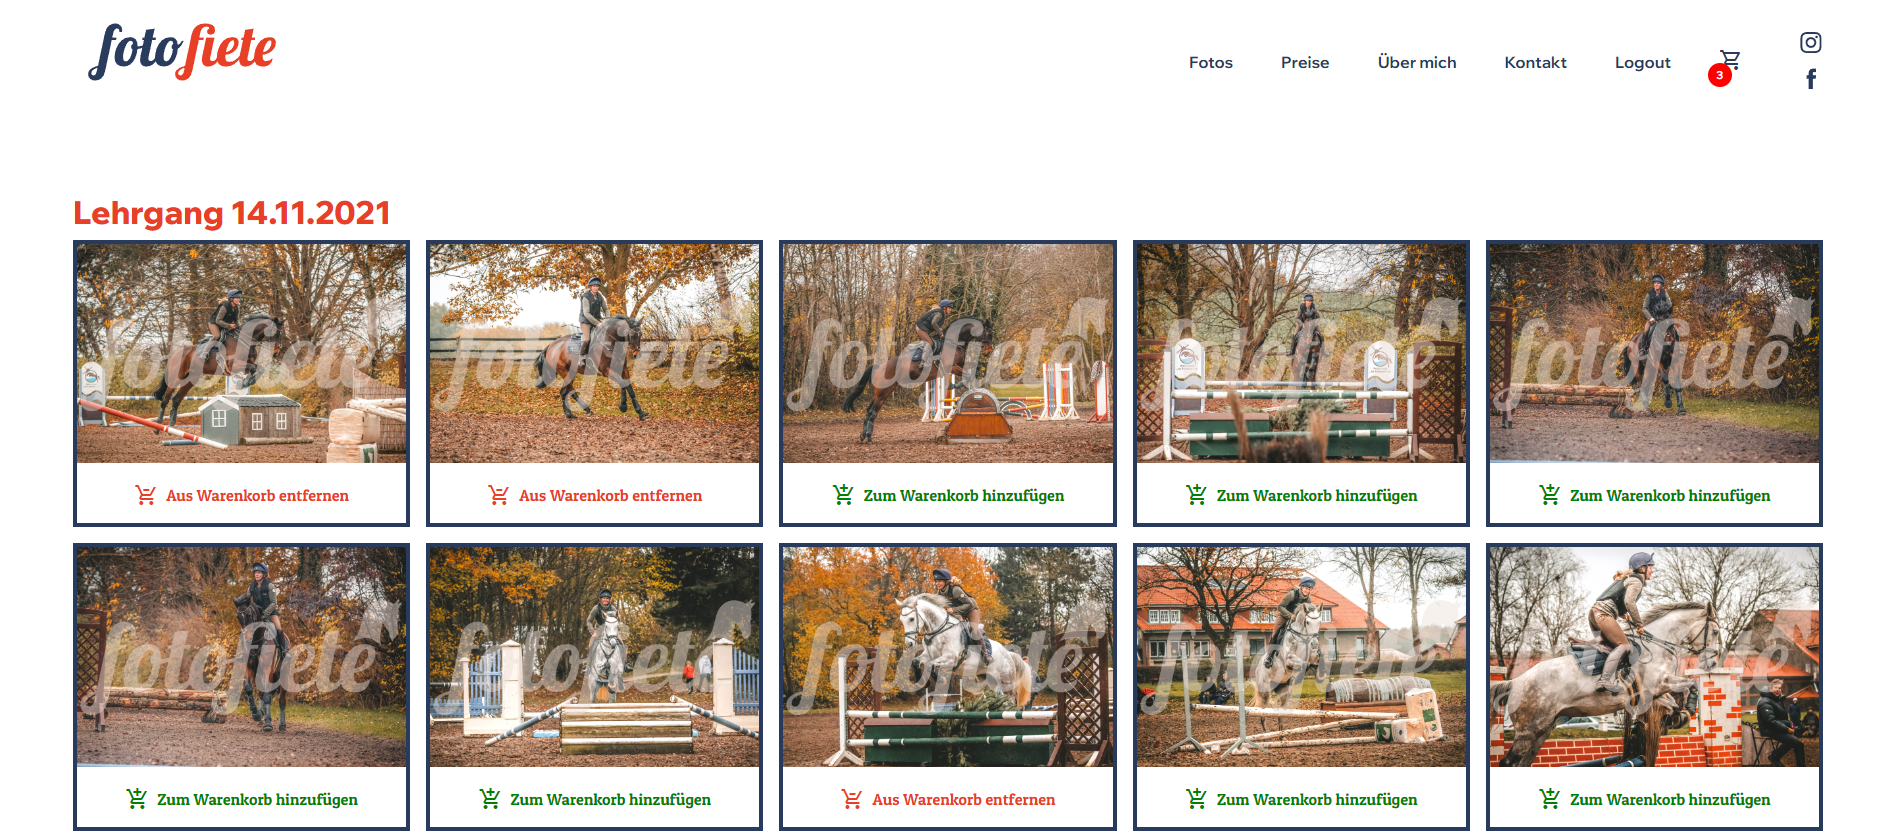 fotofiete
Fotos
Preise
Über mich
Kontakt
Logout
3
Lehrgang 14.11.2021
fotofiete
fotofiete
fotofiete
fotofiete
fotofiete
Aus Warenkorb entfernen
Aus Warenkorb entfernen
Zum Warenkorb hinzufügen
Zum Warenkorb hinzufügen
Zum Warenkorb hinzufügen
fotofiete
fotofiete
fotofiete
fotofiete
fotofiete
Zum Warenkorb hinzufügen
Zum Warenkorb hinzufügen
Aus Warenkorb entfernen
Zum Warenkorb hinzufügen
Zum Warenkorb hinzufügen